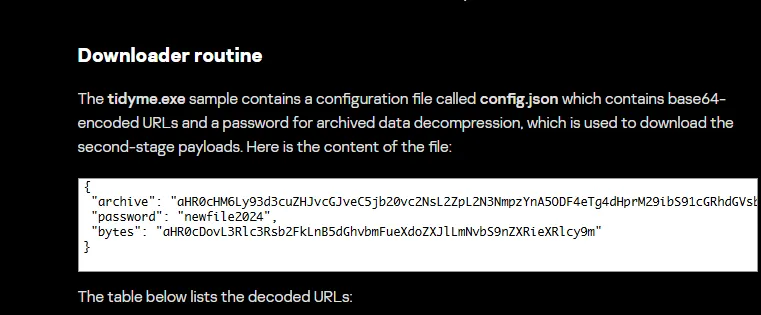 Downloader routine
The tidyme.exe sample contains a configuration file called config.json which contains base64-
encoded URLs and a password for archived data decompression, which is used to download the
second-stage payloads. Here is the content of the file:
{
"archive": "aHR0cHM6Ly93d3cuZHJvcGJveC5jb20vc2NsL2ZpL2N3NmpzYnA5ODF4eTg4dHprM29ibS91cGRhdGVsb
"password": "newfile2024",
"bytes": "aHR0cDovL3Rlc3Rsb2FkLnB5dGhvbmFueXdoZXJlLmNvbS9nZXRieXRlcy9m"
}
The table below lists the decoded URLs: